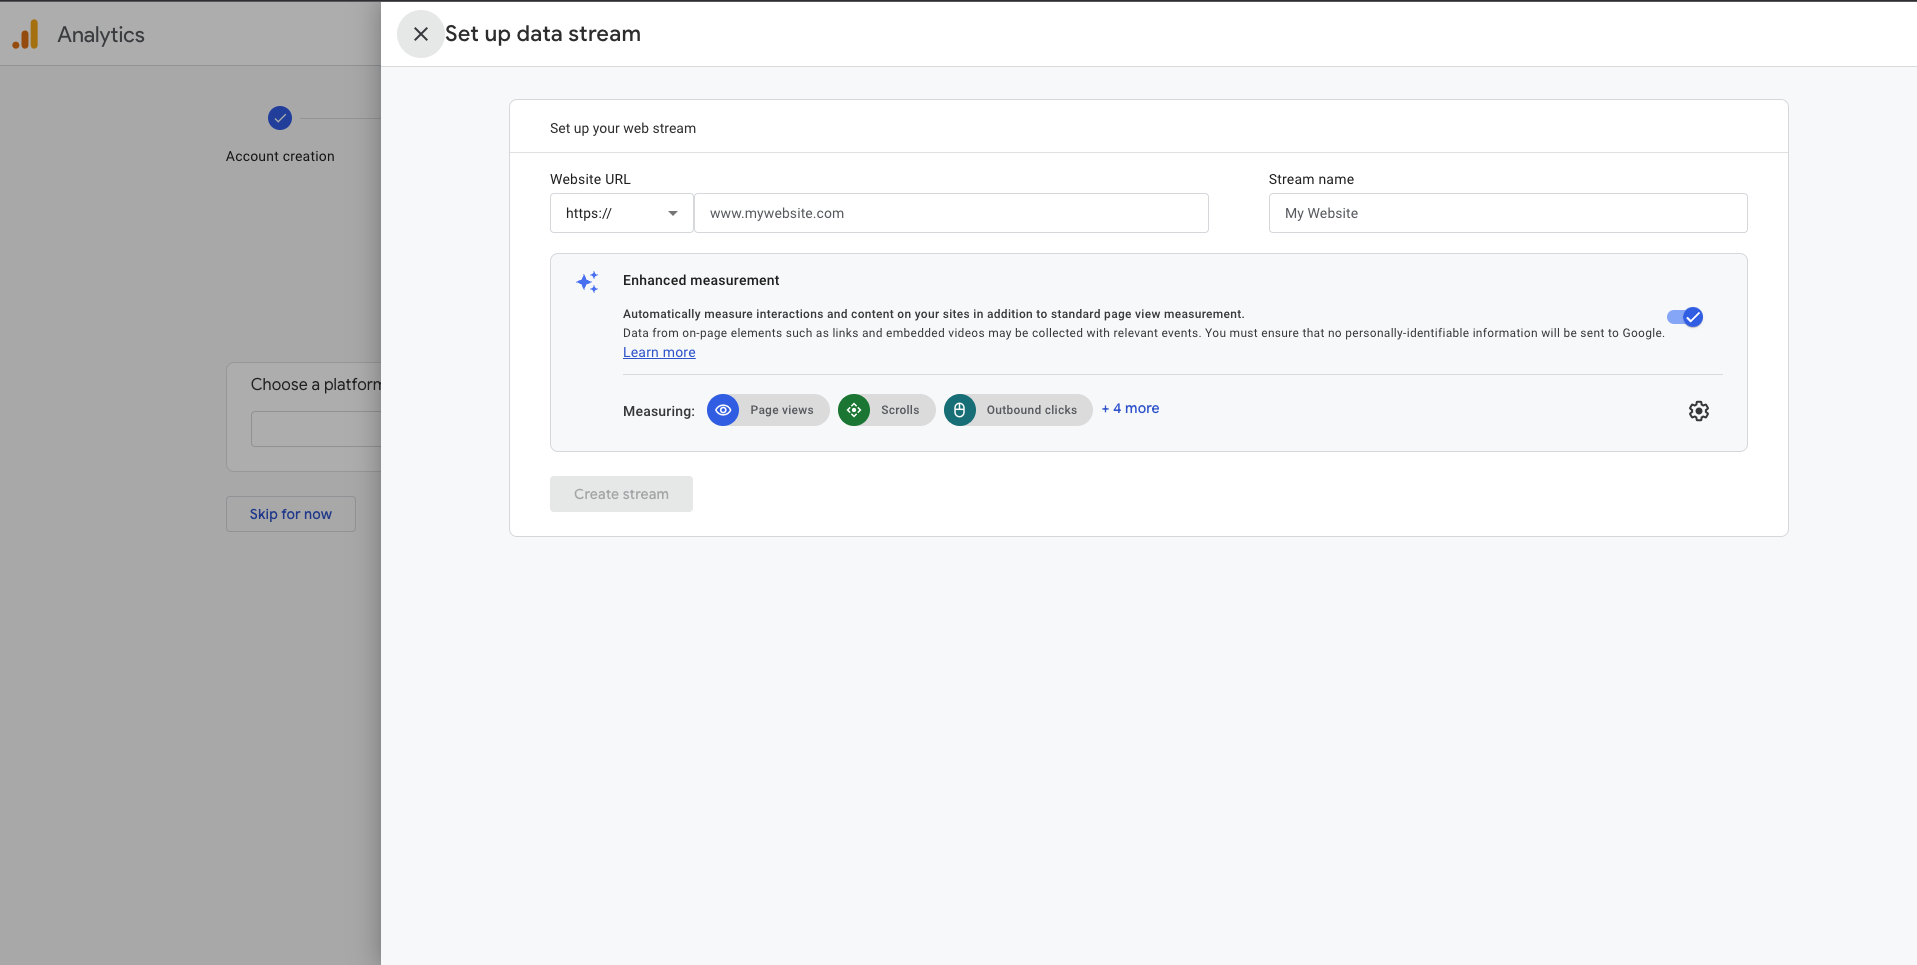 Analytics
Set up data stream
Account creation
Choose a platform
Skip for now
Set up your web stream
Website URL
Stream name
https://
www.mywebsite.com
My Website
Enhanced measurement
Automatically measure interactions and content on your sites in addition to standard page view measurement.
Data from on-page elements such as links and embedded videos may be collected with relevant events. You must ensure that no personally-identifiable information will be sent to Google.
Learn more
Measuring: Page views Scrolls Outbound clicks + 4 more
Create stream